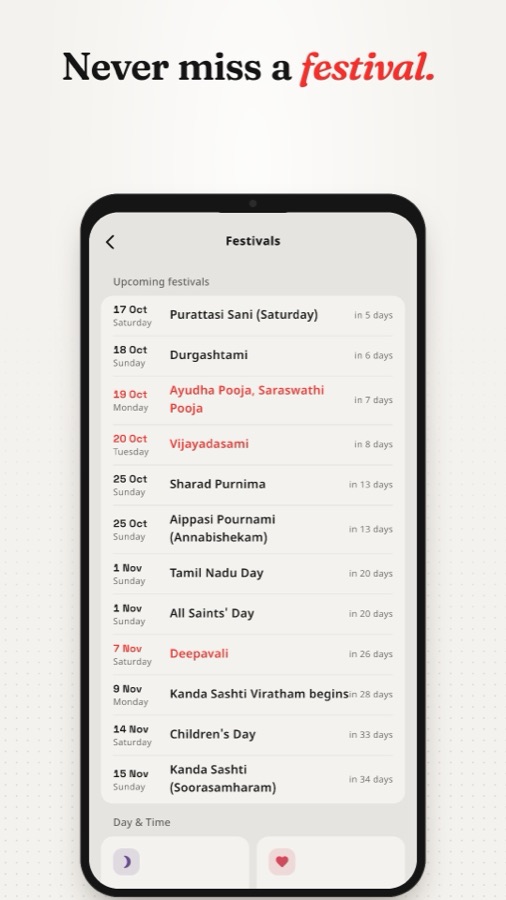 Never miss a festival.
Festivals
Upcoming festivals
17 Oct
Saturday
Purattasi Sani (Saturday)
in 5 days
18 Oct
Sunday
Durgashtami
in 6 days
19 Oct
Monday
Ayudha Pooja, Saraswathi
Pooja
in 7 days
20 Oct
Tuesday
Vijayadasami
in 8 days
25 Oct
Sunday
Sharad Purnima
in 13 days
25 Oct
Sunday
Aippasi Pournami
(Annabishekam)
in 13 days
1 Nov
Sunday
Tamil Nadu Day
in 20 days
1 Nov
Sunday
All Saints' Day
in 20 days
7 Nov
Saturday
Deepavali
in 26 days
9 Nov
Monday
Kanda Sashti Viratham begins
in 28 days
14 Nov
Saturday
Children's Day
in 33 days
15 Nov
Sunday
Kanda Sashti
(Soorasamharam)
in 34 days
Day & Time